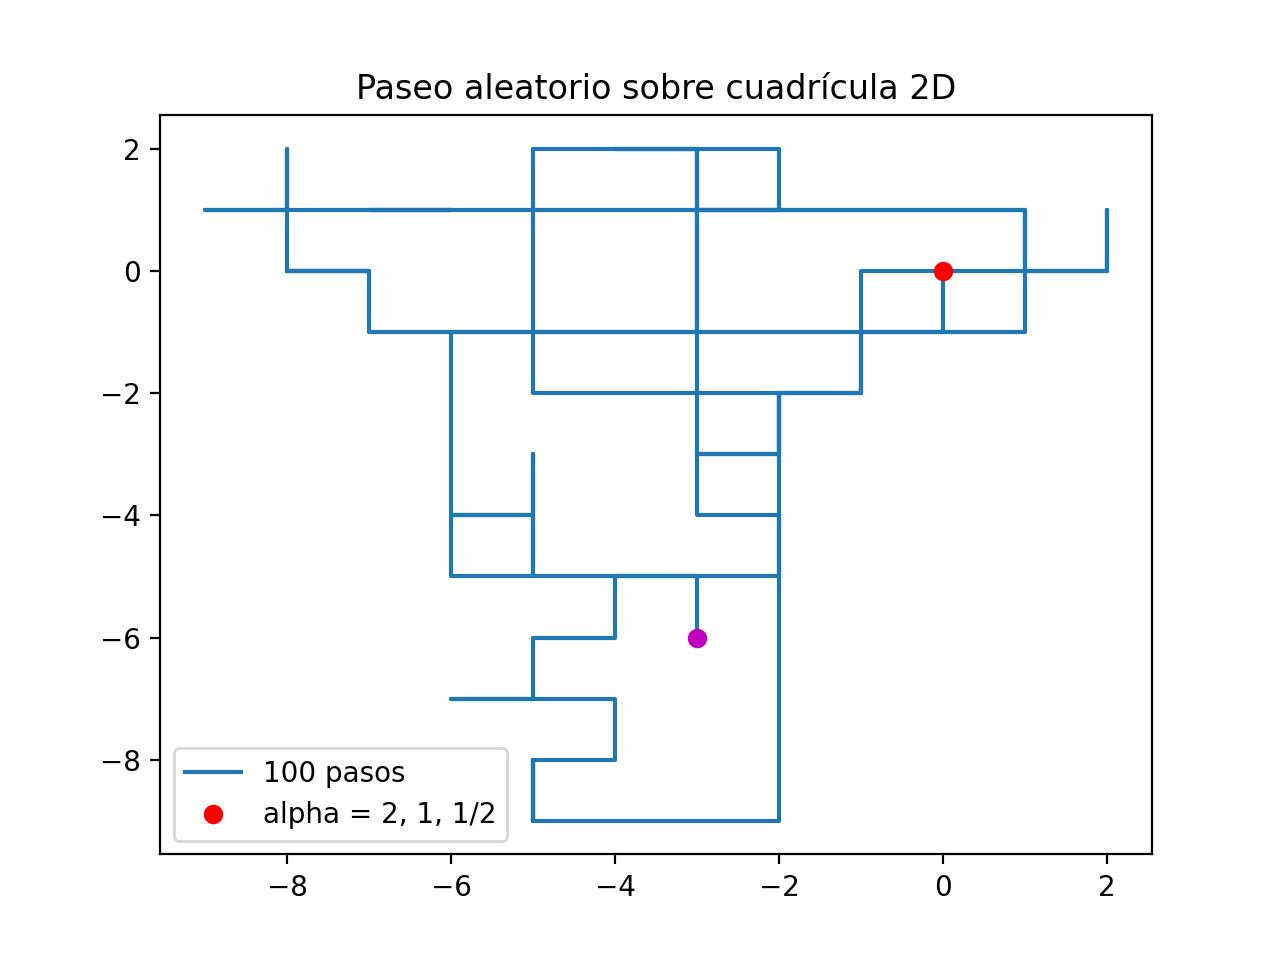 Paseo aleatorio sobre cuadrícula 2D
2
0
−2
−4
−6
−8
100 pasos
alpha = 2, 1, 1/2
−8 −6 −4 −2 0 2